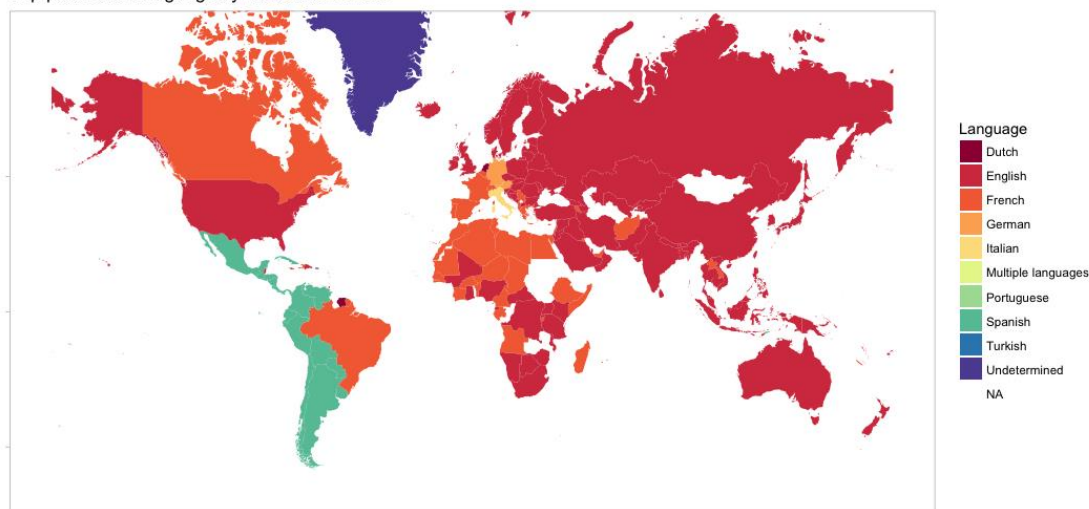 Language
Dutch
English
French
German
Italian
Multiple languages
Portuguese
Spanish
Turkish
Undetermined
NA